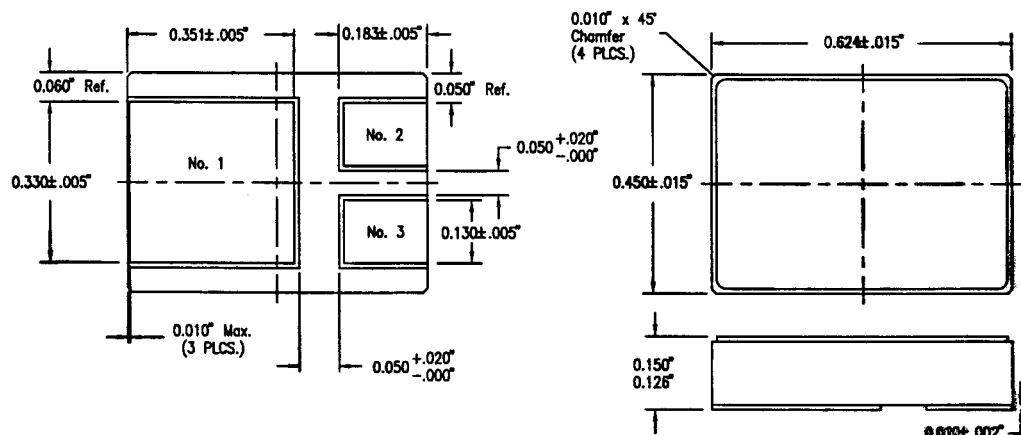 0.351±.005"
0.183±.005"
0.010" x 45°
Chamfer
(4 PLCS.)
0.624±.015"
0.060" Ref.
0.050" Ref.
No. 1
No. 2
0.050 +.020"
-.000"
0.330±.005"
0.450±.015"
No. 3
0.130±.005"
0.010" Max.
(3 PLCS.)
0.050 +.020"
-.000"
0.150"
0.126"